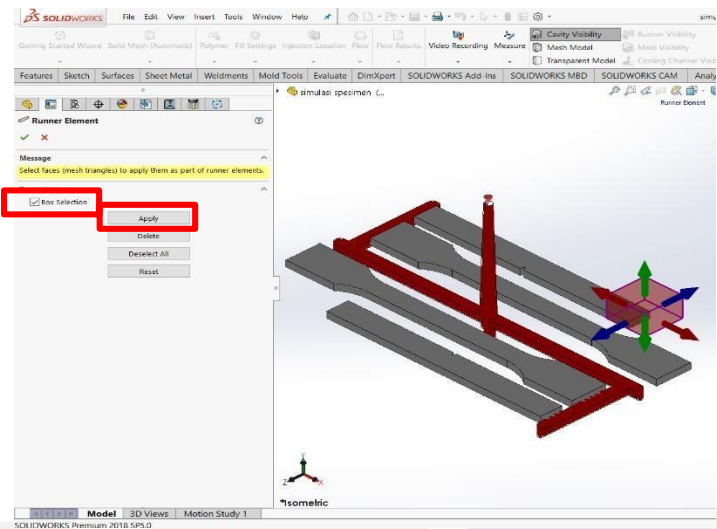 SOLIDWORKS File Edit View Insert Tools Window Help simu
Getting Started Wizard Solid Mesh (Automatic) Polymer Fill Settings Injection Location Flow Flow Results Video Recording Measure Cavity Visibility Runner Visibility
Mesh Model Mold Visibility
Transparent Model Cooling Channel Visib
Features Sketch Surfaces Sheet Metal Weldments Mold Tools Evaluate DimXpert SOLIDWORKS Add-Ins SOLIDWORKS MBD SOLIDWORKS CAM Analy
simulasi spesimen (...
Runner Element
Runner Element
Message
Select faces (mesh triangles) to apply them as part of runner elements.
Box Selection
Apply
Delete
Deselect All
Reset
Y
Z X
*Isometric
Model 3D Views Motion Study 1
SOLIDWORKS Premium 2018 SP5.0